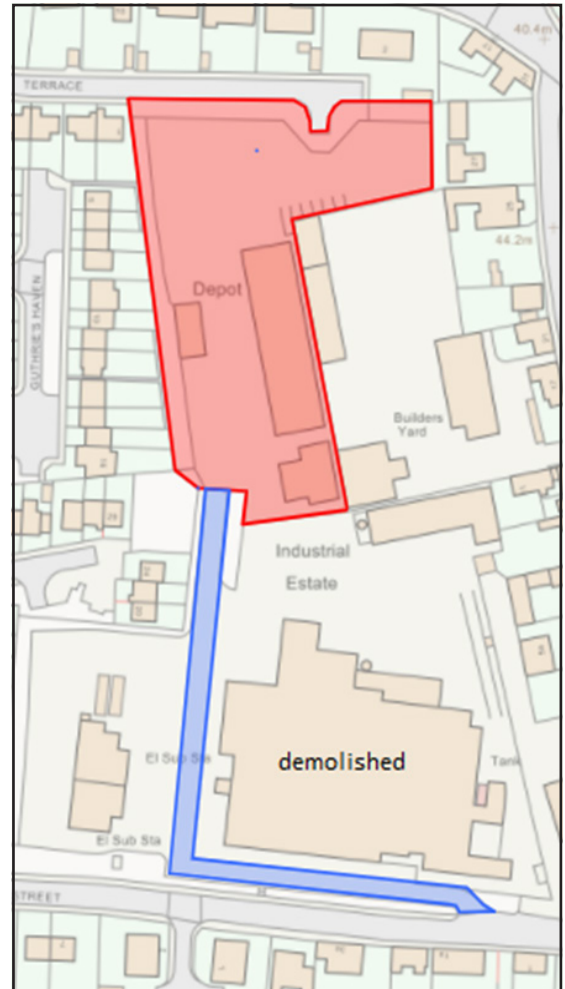 40.4m
TERRACE
44.2m
Depot
GUTHRIE'S HAVEN
Builders
Yard
Industrial
Estate
demolished
El Sub Sta
Tank
El Sub Sta
STREET